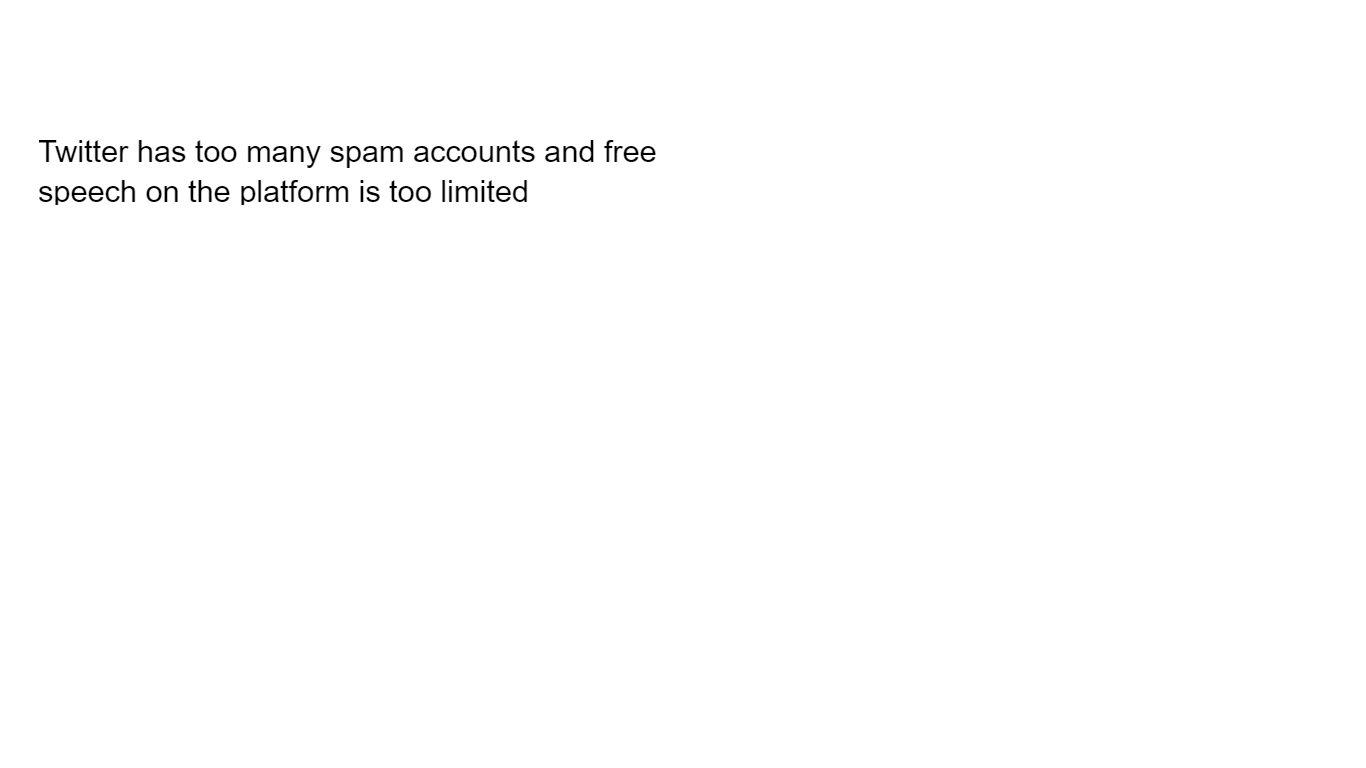 Twitter has too many spam accounts and free
speech on the platform is too limited